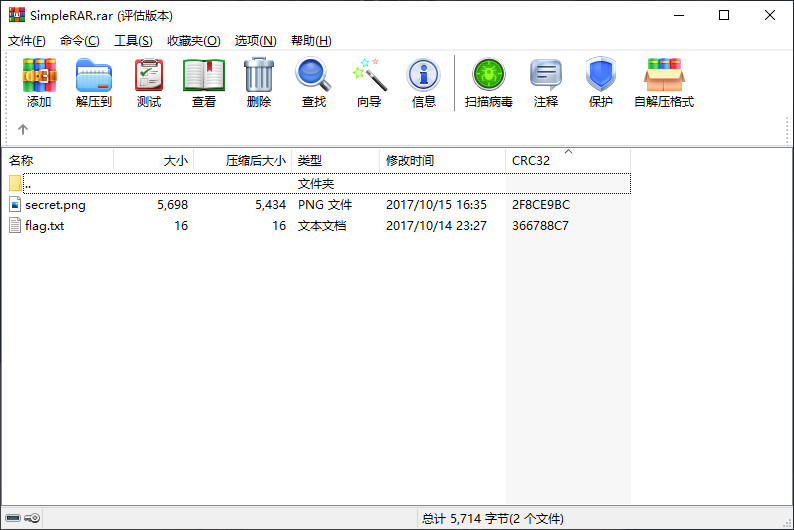 SimpleRAR.rar (评估版本)
文件(F) 命令(C) 工具(S) 收藏夹(O) 选项(N) 帮助(H)
添加 解压到 测试 查看 删除 查找 向导 信息 扫描病毒 注释 保护 自解压格式
名称 大小 压缩后大小 类型 修改时间 CRC32
.. 文件夹
secret.png 5,698 5,434 PNG 文件 2017/10/15 16:35 2F8CE9BC
flag.txt 16 16 文本文档 2017/10/14 23:27 366788C7
总计 5,714 字节(2 个文件)